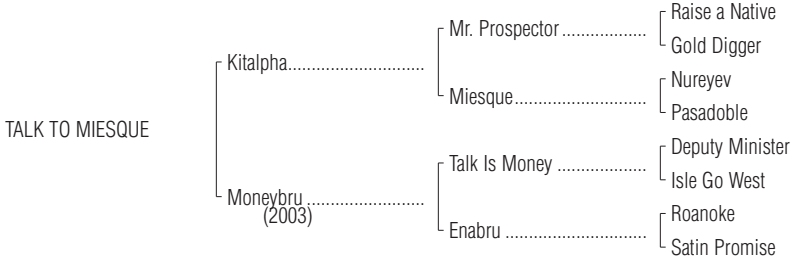 Raise a Native
Mr. Prospector..................
Gold Digger
Kitalpha.............................
Nureyev
Miesque............................
Pasadoble
TALK TO MIESQUE
Deputy Minister
Talk Is Money ...................
Isle Go West
Moneybru .........................
(2003)
Roanoke
Enabru ..............................
Satin Promise